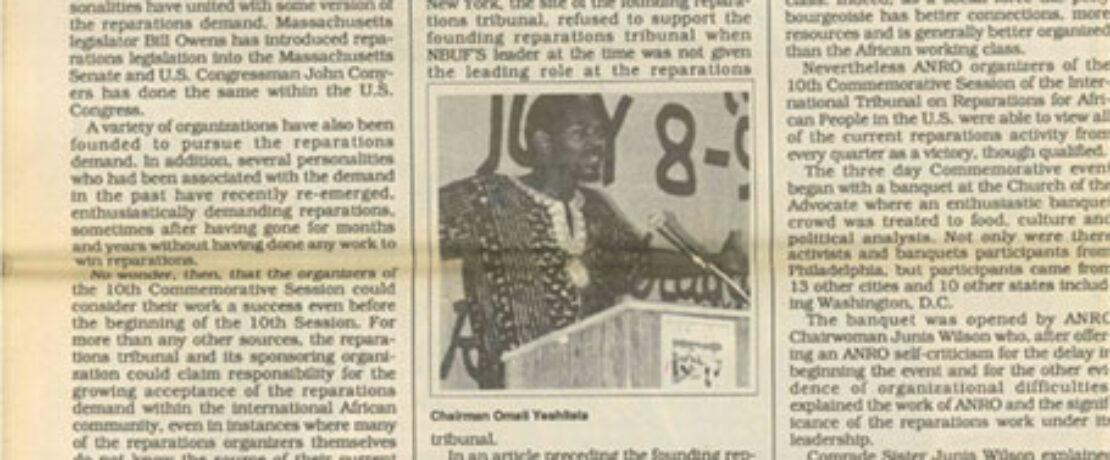 sonalities have united with some version of
the reparations demand. Massachusetts
legislator Bill Owens has introduced repa-
rations legislation into the Massachusetts
Senate and U.S. Congressman John Cony-
ers has done the same within the U.S.
Congress.
A variety of organizations have also been
founded to pursue the reparations
demand. In addition, several personalities
who had been associated with the demand
in the past have recently re-emerged,
enthusiastically demanding reparations,
sometimes after having gone for months
and years without having done any work to
win reparations.
No wonder, then, that the organizers of
the 10th Commemorative Session could
consider their work a success even before
the beginning of the 10th Session. For
more than any other sources, the repara-
tions tribunal and its sponsoring organi-
zation could claim responsibility for the
growing acceptance of the reparations
demand within the international African
community, even in instances where many
of the reparations organizers themselves
do not know the source of their current
New York, the site of the founding repara-
tions tribunal, refused to support the
founding reparations tribunal when
NBUF'S leader at the time was not given
the leading role at the reparations
JULY 8-9
Chairman Omali Yeshitela
tribunal.
In an article preceding the founding rep-
bourgeoisie has better connections, more
resources and is generally better organized
than the African working class.
Nevertheless ANRO organizers of the
10th Commemorative Session of the Inter-
national Tribunal on Reparations for Afri-
can People in the U.S. were able to view all
of the current reparations activity from
every quarter as a victory, though qualified.
The three day Commemorative event
began with a banquet at the Church of the
Advocate where an enthusiastic banquet
crowd was treated to food, culture and
political analysis. Not only were there
activists and banquets participants from
Philadelphia, but participants came from
13 other cities and 10 other states includ-
ing Washington, D.C.
The banquet was opened by ANRO
Chairwoman Junis Wilson who, after offer-
ing an ANRO self-criticism for the delay in
beginning the event and for the other evi-
dence of organizational difficulties
explained the work of ANRO and the signif-
icance of the reparations work under its
leadership.
Comrade Sister Junis Wilson explained